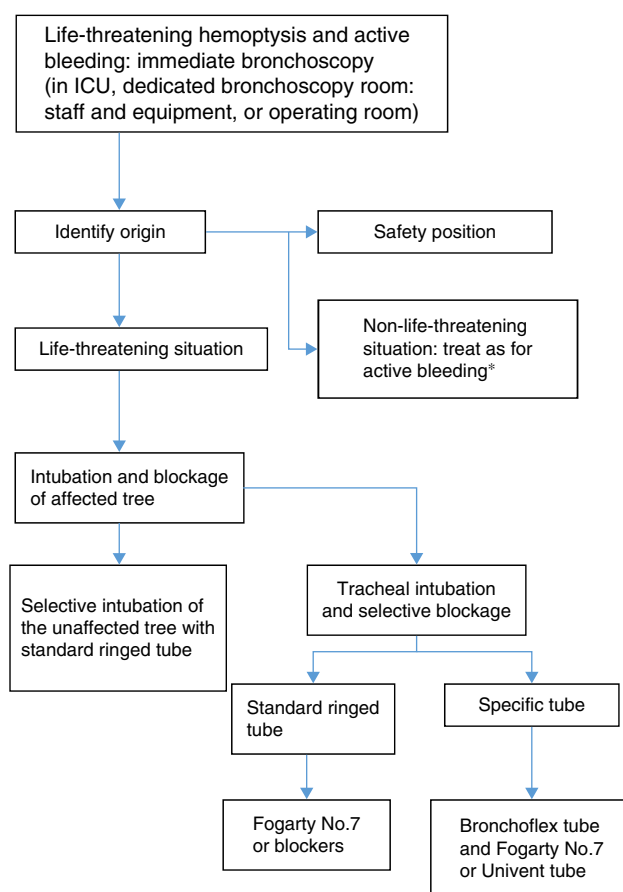 Life-threatening hemoptysis and active
bleeding: immediate bronchoscopy
(in ICU, dedicated bronchoscopy room:
staff and equipment, or operating room)
Identify origin
Safety position
Non-life-threatening
situation: treat as for
active bleeding*
Life-threatening situation
Intubation and blockage
of affected tree
Selective intubation of
the unaffected tree with
standard ringed tube
Tracheal intubation
and selective blockage
Standard ringed
tube
Specific tube
Fogarty No.7
or blockers
Bronchoflex tube
and Fogarty No.7
or Univent tube